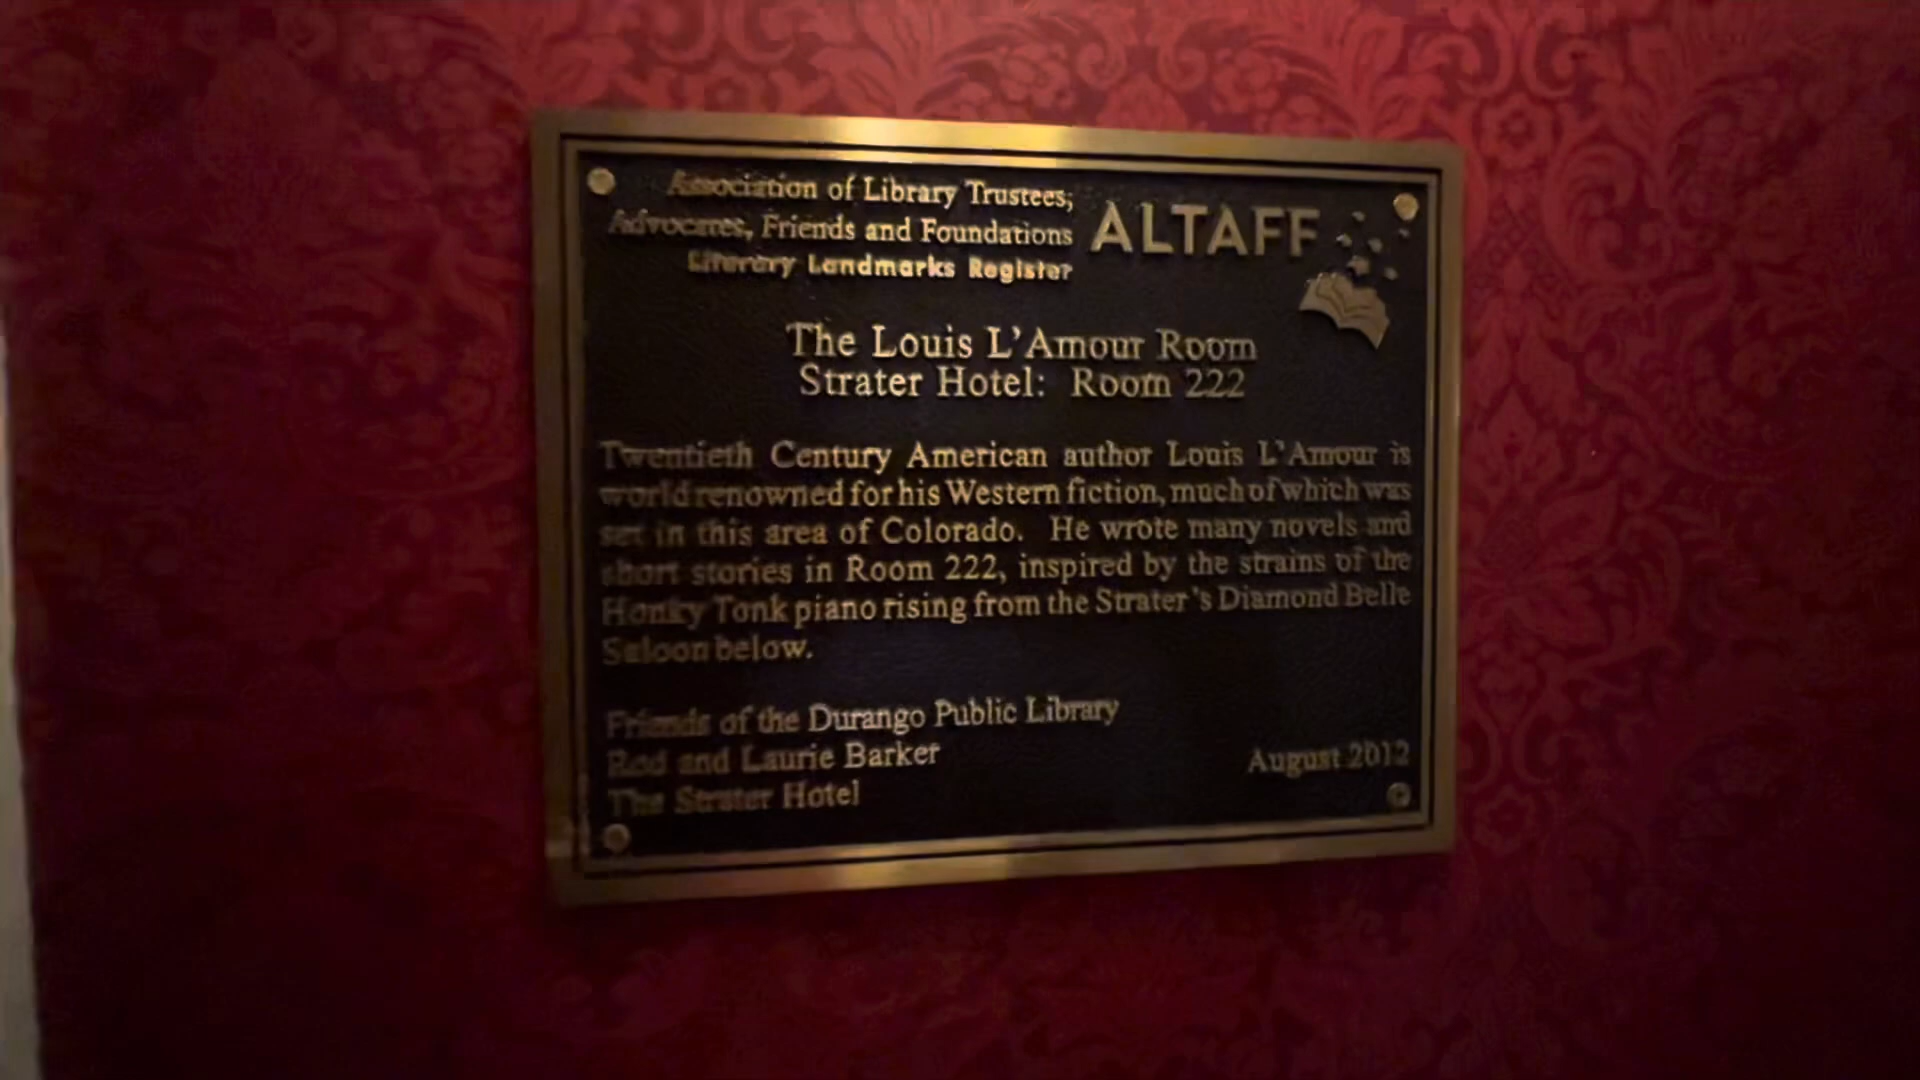 Association of Library Trustees,
Advocates, Friends and Foundations
Literary Landmarks Register
ALTAFF
The Louis L'Amour Room
Strater Hotel: Room 222
Twentieth Century American author Louis L'Amour is
world renowned for his Western fiction, much of which was
set in this area of Colorado. He wrote many novels and
short stories in Room 222, inspired by the strains of the
Honky Tonk piano rising from the Strater's Diamond Belle
Saloon below.
Friends of the Durango Public Library
Rod and Laurie Barker
The Strater Hotel
August 2012